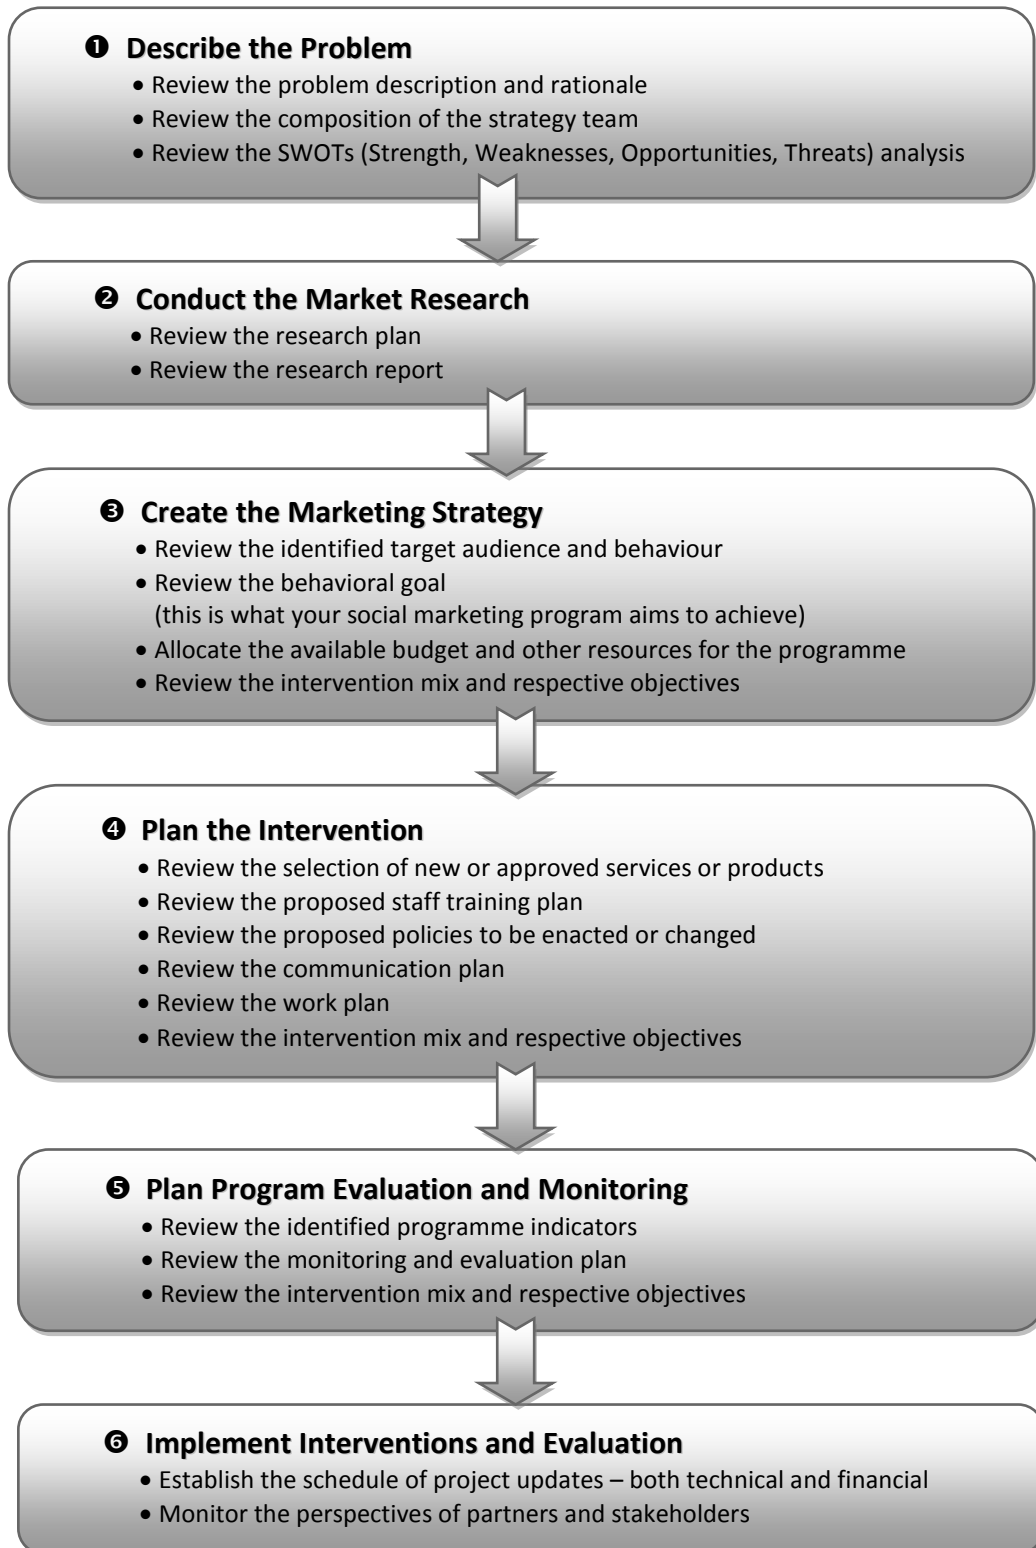 ❶ Describe the Problem
• Review the problem description and rationale
• Review the composition of the strategy team
• Review the SWOTs (Strength, Weaknesses, Opportunities, Threats) analysis
❷ Conduct the Market Research
• Review the research plan
• Review the research report
❸ Create the Marketing Strategy
• Review the identified target audience and behaviour
• Review the behavioral goal
(this is what your social marketing program aims to achieve)
• Allocate the available budget and other resources for the programme
• Review the intervention mix and respective objectives
❹ Plan the Intervention
• Review the selection of new or approved services or products
• Review the proposed staff training plan
• Review the proposed policies to be enacted or changed
• Review the communication plan
• Review the work plan
• Review the intervention mix and respective objectives
❺ Plan Program Evaluation and Monitoring
• Review the identified programme indicators
• Review the monitoring and evaluation plan
• Review the intervention mix and respective objectives
❻ Implement Interventions and Evaluation
• Establish the schedule of project updates – both technical and financial
• Monitor the perspectives of partners and stakeholders